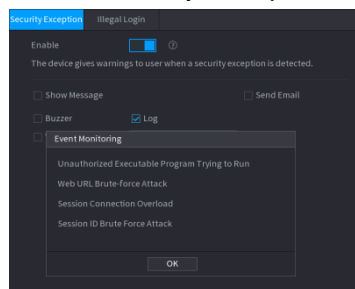 Security Exception Illegal Login
Enable
The device gives warnings to user when a security exception is detected.
Show Message Send Email
Buzzer Log
Event Monitoring
Unauthorized Executable Program Trying to Run
Web URL Brute-force Attack
Session Connection Overload
Session ID Brute Force Attack
OK